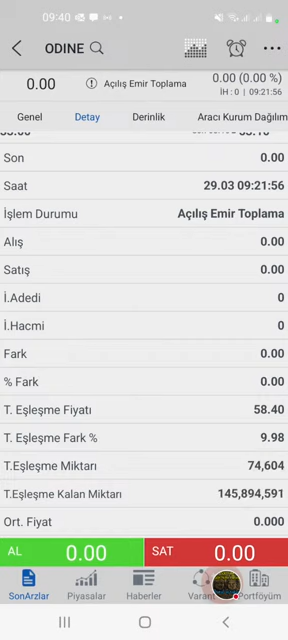 09:40
ODINE
0.00 Açılış Emir Toplama 0.00 (0.00 %)
İH : 0 | 09:21:56
Genel Detay Derinlik Aracı Kurum Dağılım
Son 0.00
Saat 29.03 09:21:56
İşlem Durumu Açılış Emir Toplama
Alış 0.00
Satış 0.00
İ.Adedi 0
İ.Hacmi 0
Fark 0.00
% Fark 0.00
T. Eşleşme Fiyatı 58.40
T. Eşleşme Fark % 9.98
T.Eşleşme Miktarı 74,604
T.Eşleşme Kalan Miktarı 145,894,591
Ort. Fiyat 0.000
AL 0.00 SAT 0.00
SonArzlar Piyasalar Haberler Varant Portföyüm